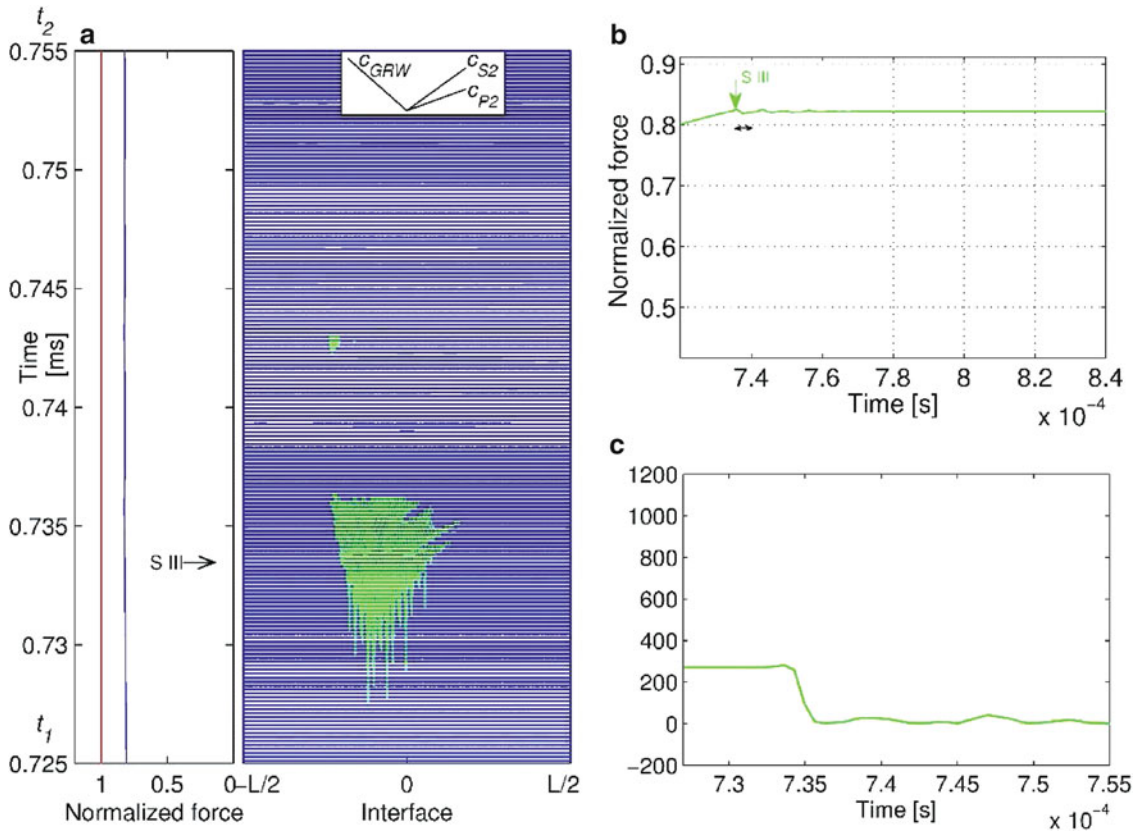 a
t2
0.755
0.75
0.745
Time
[ms]
0.74
0.735
S III
0.73
t1
0.725
1
0.5
0
Normalized force
cGRW
cS2
cP2
−L/2
0
L/2
Interface
b
0.9
0.8
0.7
0.6
0.5
Normalized force
S III
7.4
7.6
7.8
8
8.2
8.4
Time [s]
x 10−4
c
1200
1000
800
600
400
200
0
−200
7.3
7.35
7.4
7.45
7.5
7.55
Time [s]
x 10−4